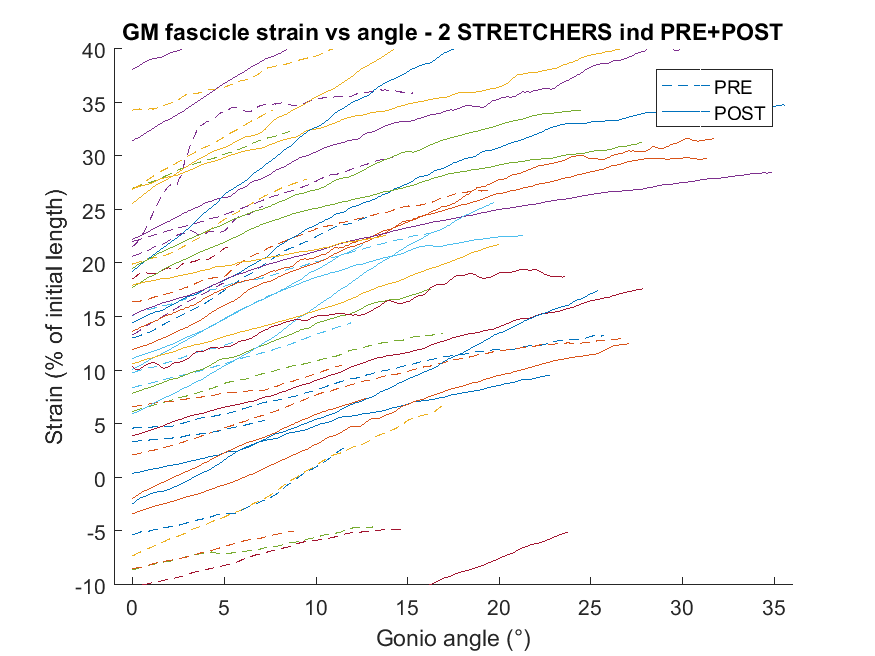 GM fascicle strain vs angle - 2 STRETCHERS ind PRE+POST
40
35
30
25
20
15
10
5
0
-5
-10
Strain (% of initial length)
PRE
POST
0 5 10 15 20 25 30 35
Gonio angle (°)